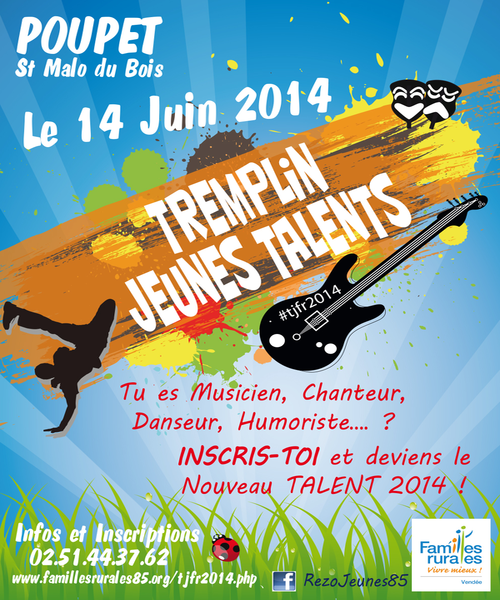 POUPET
St Malo du Bois
Le 14 Juin 2014
TREMPLiN
JEUNES TALENTS
#tjfr2014
Tu es Musicien, Chanteur,
Danseur, Humoriste.... ?
INSCRIS-TOI et deviens le
Nouveau TALENT 2014 !
Infos et Inscriptions
02.51.44.37.62
www.famillesrurales85.org/tjfr2014.php
f RezoJeunes85
Familles
rurales
Vivre mieux !
Vendée